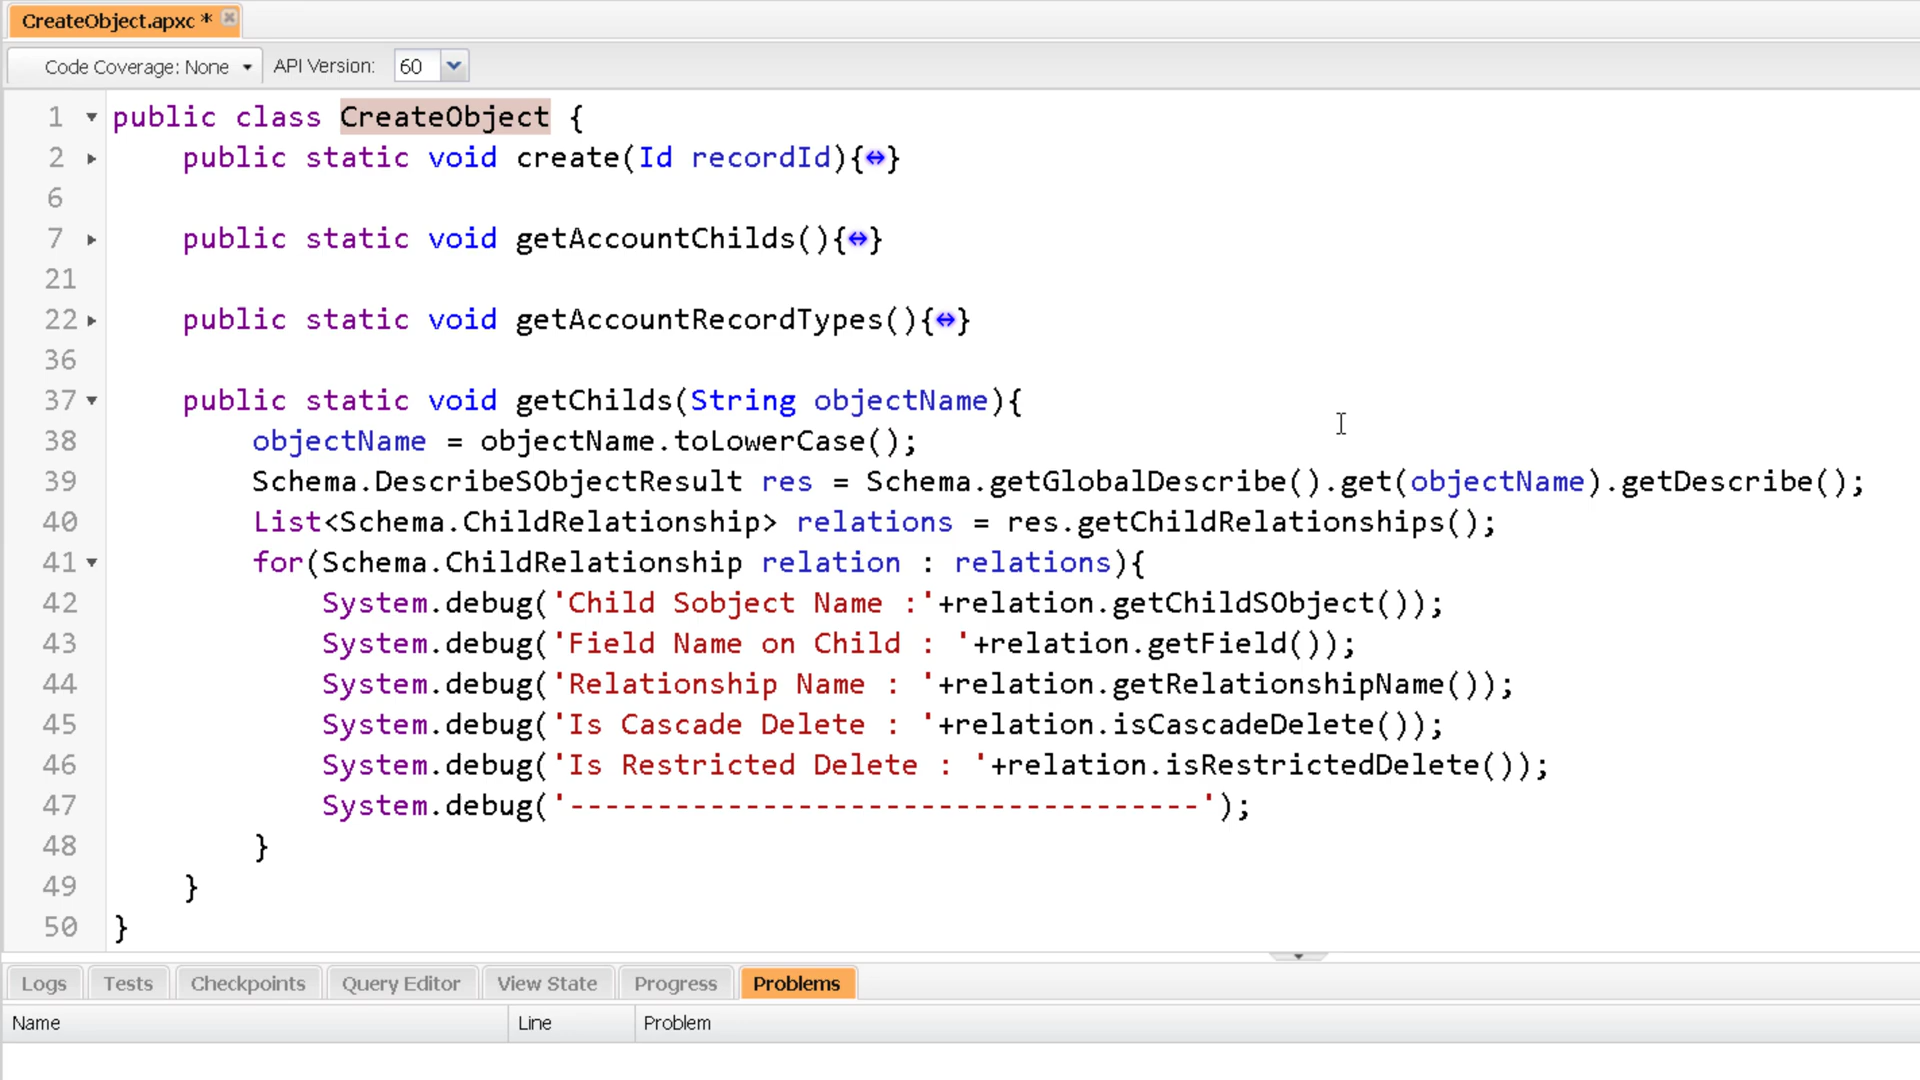 CreateObject.apxc *
Code Coverage: None API Version: 60
1 public class CreateObject {
2 public static void create(Id recordId){↔}
6
7 public static void getAccountChilds(){↔}
21
22 public static void getAccountRecordTypes(){↔}
36
37 public static void getChilds(String objectName){
38 objectName = objectName.toLowerCase();
39 Schema.DescribeSObjectResult res = Schema.getGlobalDescribe().get(objectName).getDescribe();
40 List<Schema.ChildRelationship> relations = res.getChildRelationships();
41 for(Schema.ChildRelationship relation : relations){
42 System.debug('Child Sobject Name :'+relation.getChildSObject());
43 System.debug('Field Name on Child : '+relation.getField());
44 System.debug('Relationship Name : '+relation.getRelationshipName());
45 System.debug('Is Cascade Delete : '+relation.isCascadeDelete());
46 System.debug('Is Restricted Delete : '+relation.isRestrictedDelete());
47 System.debug('------------------------------------');
48 }
49 }
50 }
Logs Tests Checkpoints Query Editor View State Progress Problems
Name Line Problem